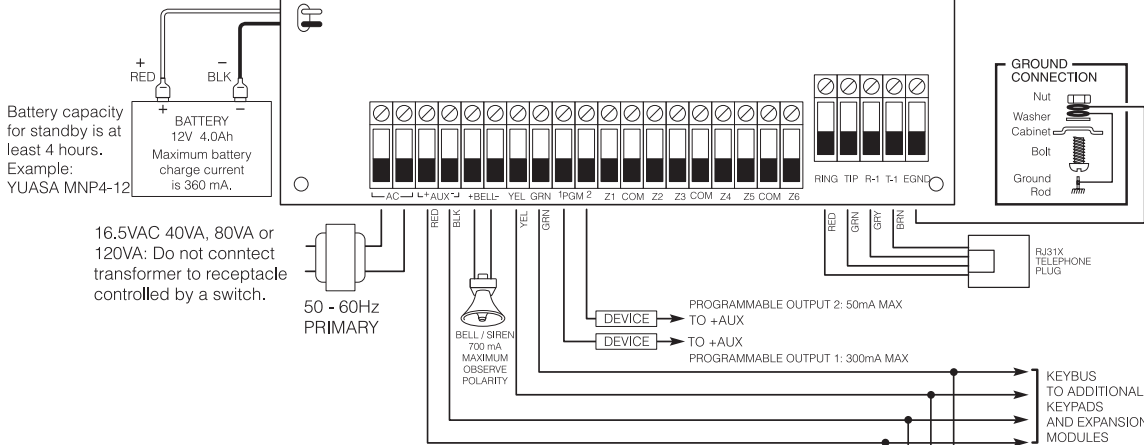 +
RED
–
BLK
+
–
BATTERY
12V 4.0Ah
Maximum battery
charge current
is 360 mA.
Battery capacity
for standby is at
least 4 hours.
Example:
YUASA MNP4-12
16.5VAC 40VA, 80VA or
120VA: Do not conntect
transformer to receptacle
controlled by a switch.
50 - 60Hz
PRIMARY
AC +AUX- +BELL- YEL GRN 1PGM 2 Z1 COM Z2 Z3 COM Z4 Z5 COM Z6
RED
BLK
YEL
GRN
BELL / SIREN
700 mA
MAXIMUM
OBSERVE
POLARITY
PROGRAMMABLE OUTPUT 2: 50mA MAX
DEVICE TO +AUX
DEVICE TO +AUX
PROGRAMMABLE OUTPUT 1: 300mA MAX
RING TIP R-1 T-1 EGND
RED
GRN
GRY
BRN
RJ31X
TELEPHONE
PLUG
GROUND
CONNECTION
Nut
Washer
Cabinet
Bolt
Ground
Rod
KEYBUS
TO ADDITIONAL
KEYPADS
AND EXPANSION
MODULES